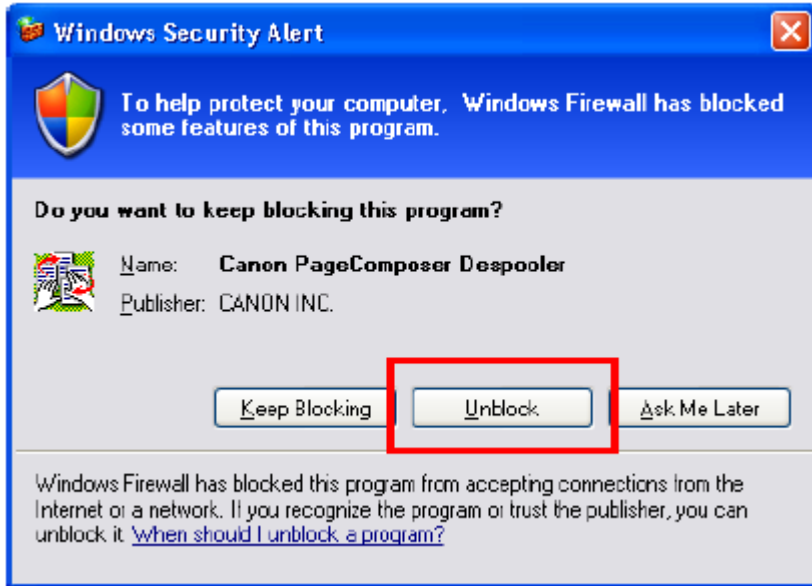 Windows Security Alert
To help protect your computer, Windows Firewall has blocked
some features of this program.
Do you want to keep blocking this program?
Name: Canon PageComposer Despooler
Publisher: CANON INC.
Keep Blocking Unblock Ask Me Later
Windows Firewall has blocked this program from accepting connections from the
Internet or a network. If you recognize the program or trust the publisher, you can
unblock it When should I unblock a program?